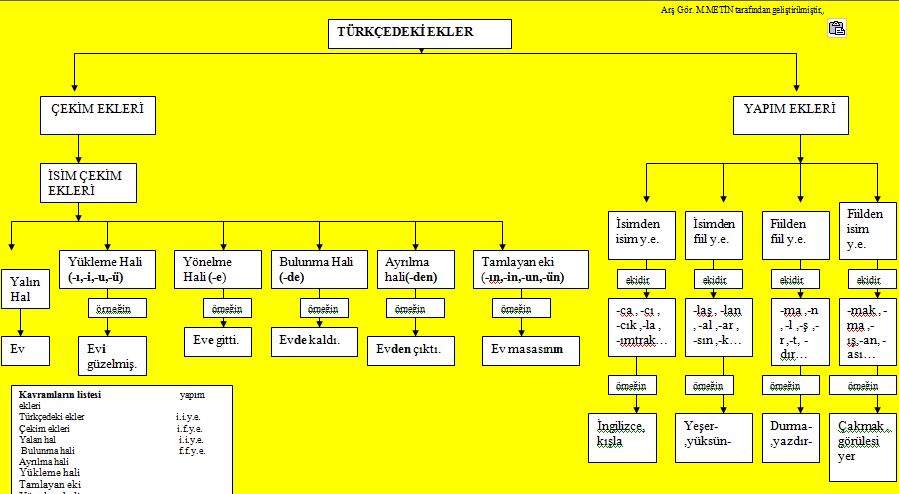 Arş Gör. M.METİN tarafından geliştirilmiştir,,
TÜRKÇEDEKİ EKLER
ÇEKİM EKLERİ
YAPIM EKLERİ
İSİM ÇEKİM
EKLERİ
Yalın
Hal
Ev
Yükleme Hali
(-ı,-i,-u,-ü)
örneğin
Evi
güzelmiş.
Yönelme
Hali (-e)
örneğin
Eve gitti.
Bulunma Hali
(-de)
örneğin
Evde kaldı.
Ayrılma
hali(-den)
örneğin
Evden çıktı.
Tamlayan eki
(-ın,-in,-un,-ün)
örneğin
Ev masasının
İsimden
isim y.e.
ekidir
-ca , -cı ,
-cık ,-la ,
-ımtrak…
örneğin
İngilizce,
kışla
İsimden
fiil y.e.
ekidir
-laş , -lan
, -al , -ar ,
-sın ,-k…
örneğin
Yeşer-
,yüksün-
Fiilden
fiil y.e.
ekidir
-ma ,-n
,-l ,-ş ,-
r ,-t, -
dır…
örneğin
Durma-
,yazdır-
Fiilden
isim
y.e.
ekidir
-mak ,-
ma ,-
ış,-an, -
ası…
örneğin
Çakmak ,
görülesi
yer
Kavramların listesi yapım
ekleri
Türkçedeki ekler i.i.y.e.
Çekim ekleri i.f.y.e.
Yalan hal i.i.y.e.
Bulunma hali f.f.y.e.
Ayrılma hali
Yükleme hali
Tamlayan eki